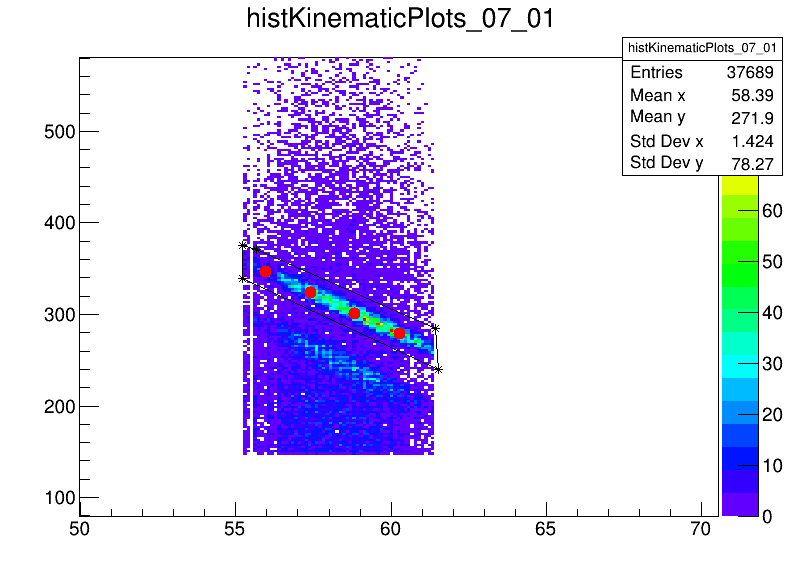 histKinematicPlots_07_01
histKinematicPlots_07_01
Entries 37689
Mean x 58.39
Mean y 271.9
Std Dev x 1.424
Std Dev y 78.27
500
400
300
200
100
50 55 60 65 70
60
50
40
30
20
10
0